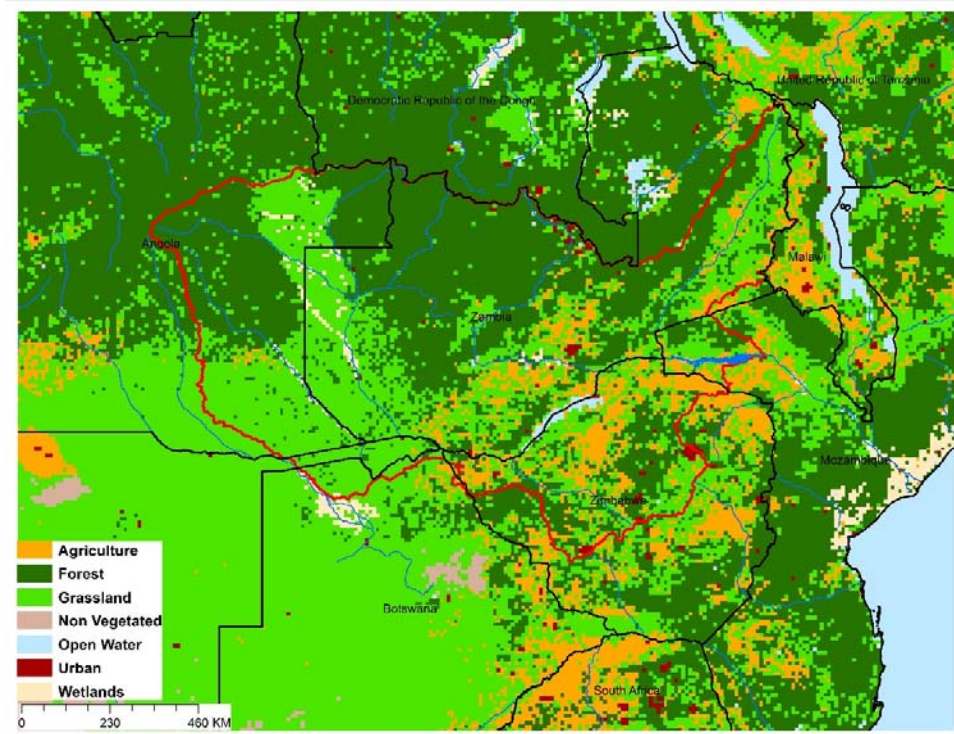 United Republic of Tanzania
Democratic Republic of the Congo
Angola
Malawi
Zambia
Mozambique
Zimbabwe
Botswana
South Africa
Agriculture
Forest
Grassland
Non Vegetated
Open Water
Urban
Wetlands
0 230 460 KM